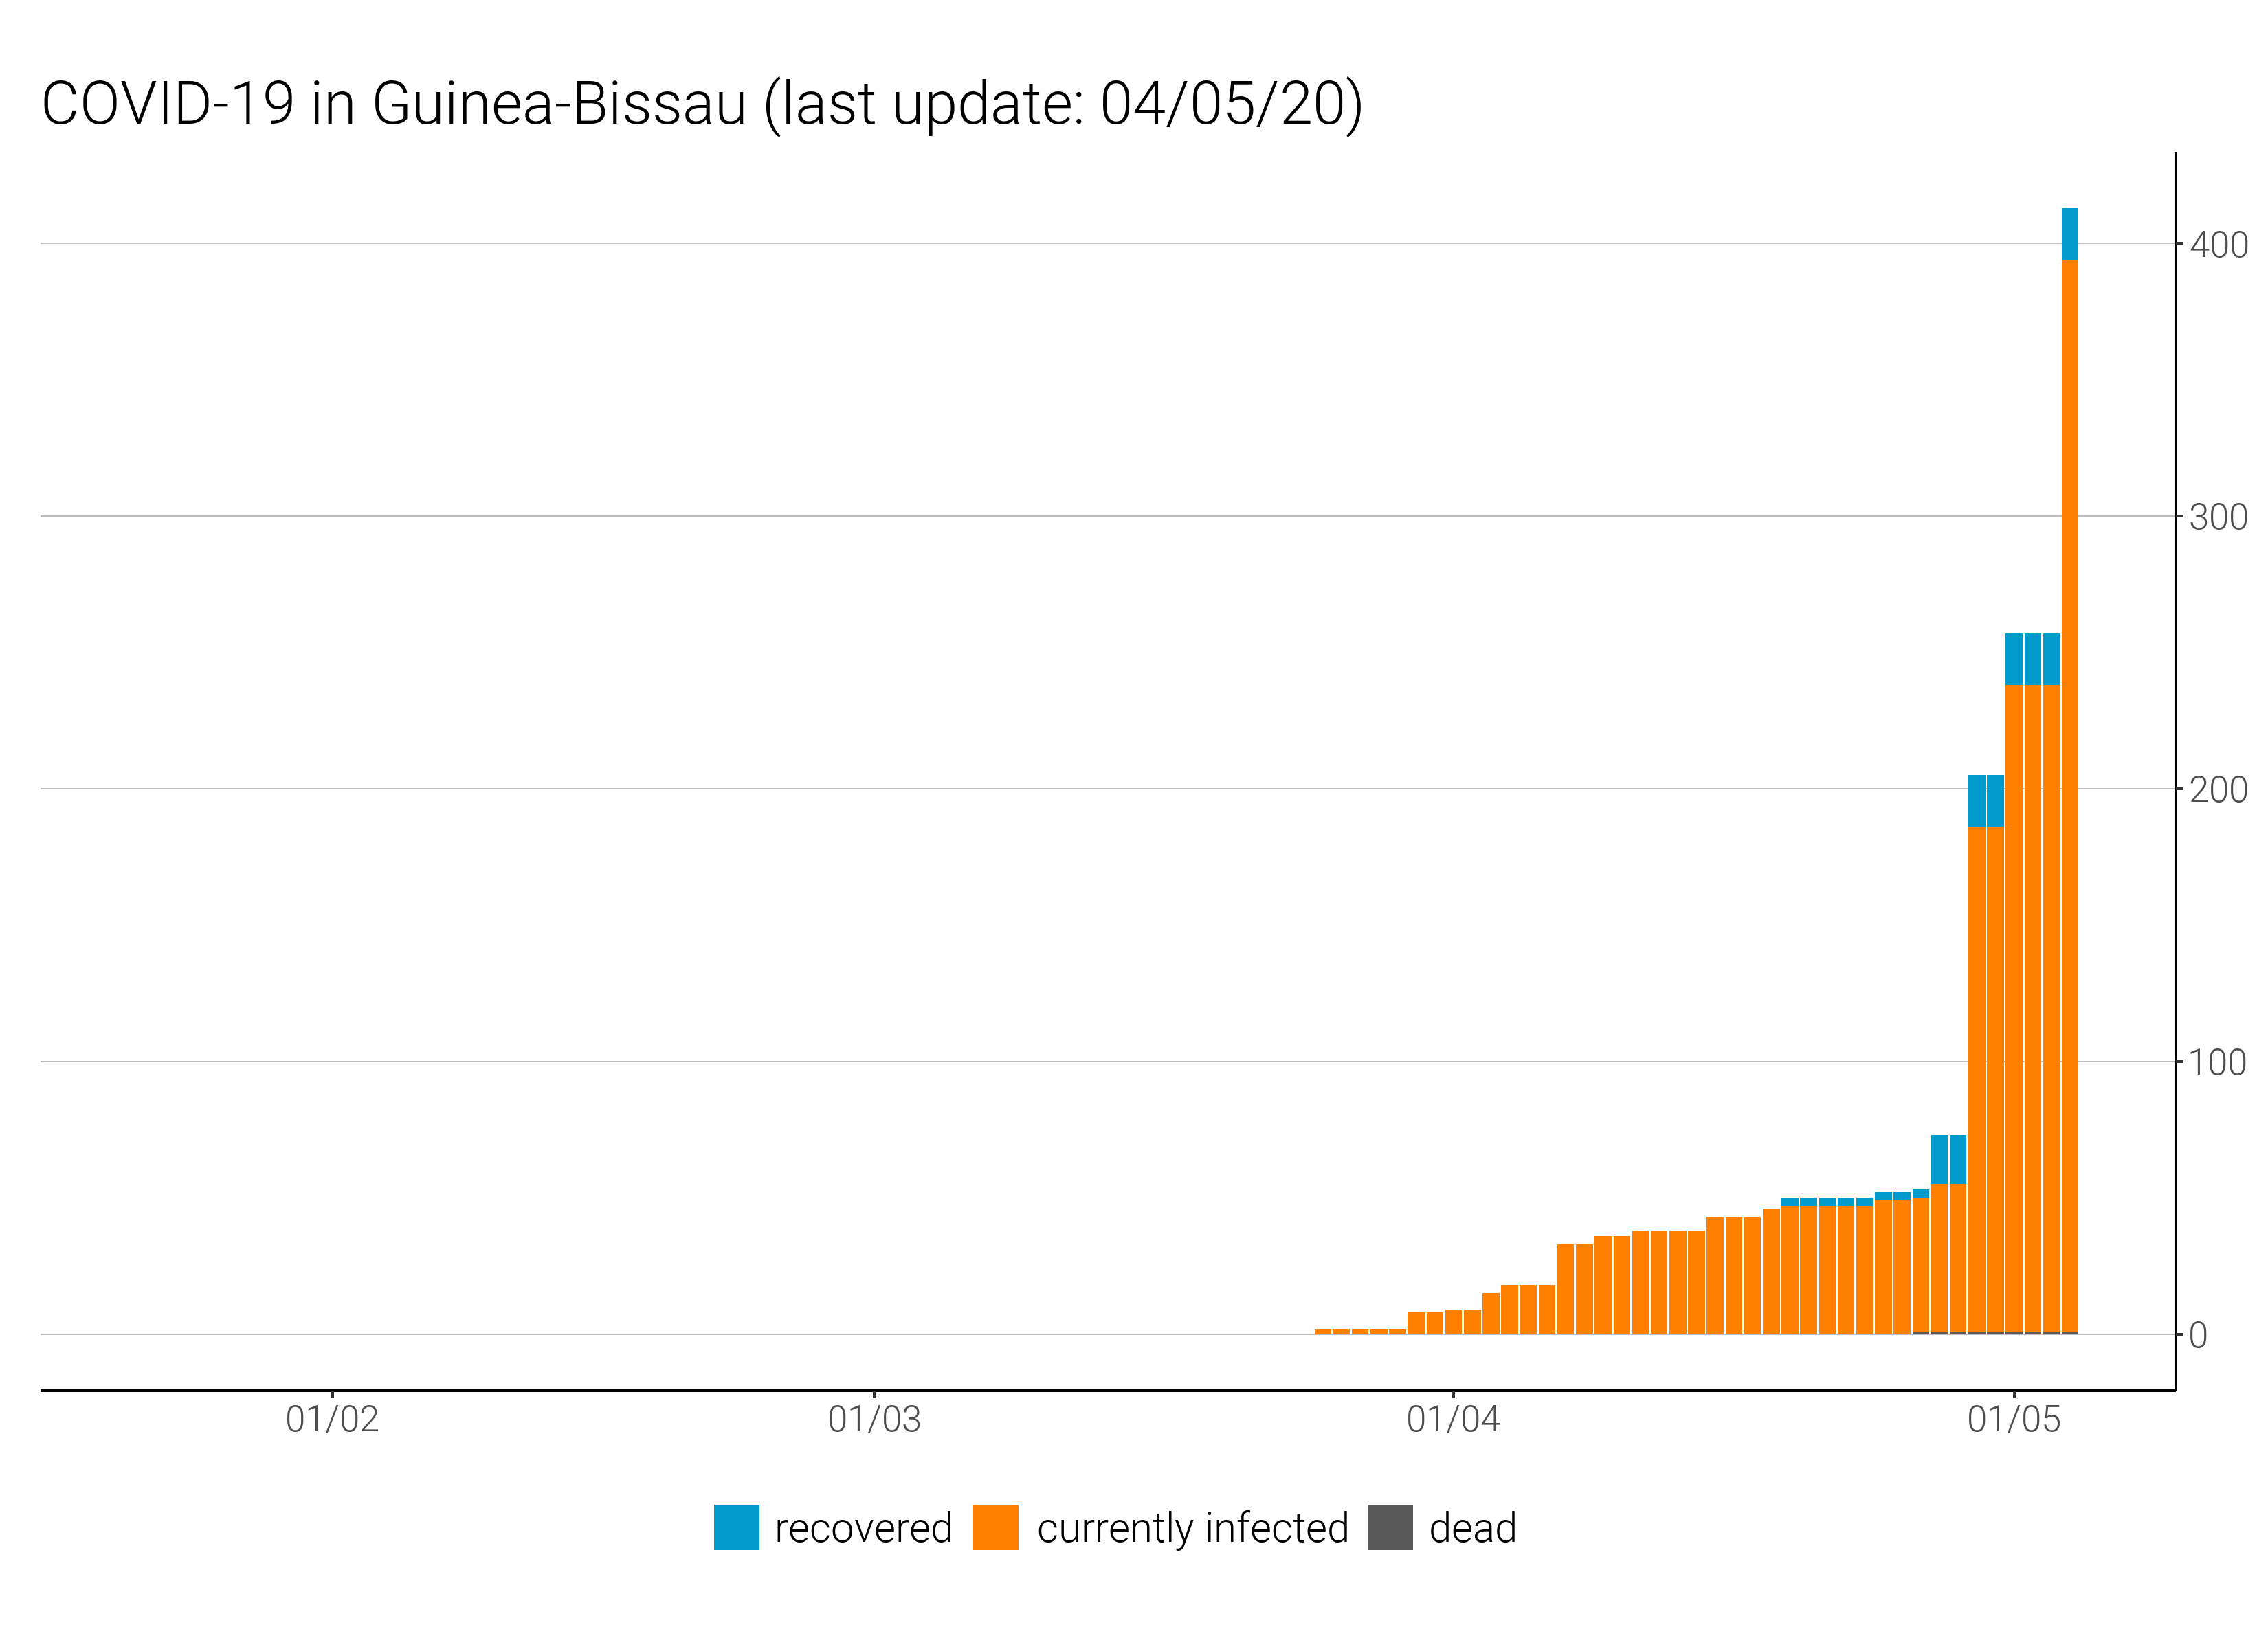 COVID-19 in Guinea-Bissau (last update: 04/05/20)
400
300
200
100
0
01/02 01/03 01/04 01/05
recovered currently infected dead